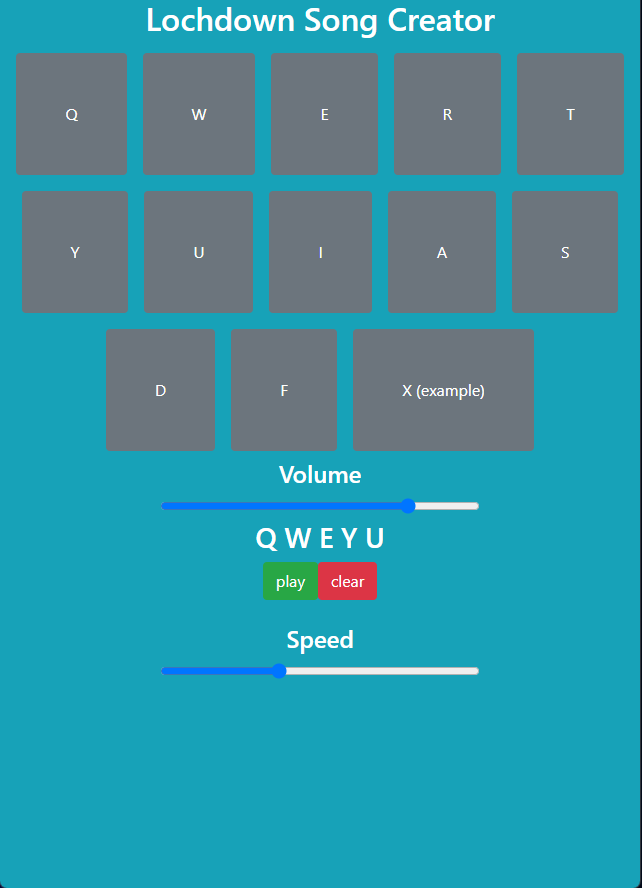 Lochdown Song Creator
Q W E R T
Y U I A S
D F X (example)
Volume
Q W E Y U
play clear
Speed